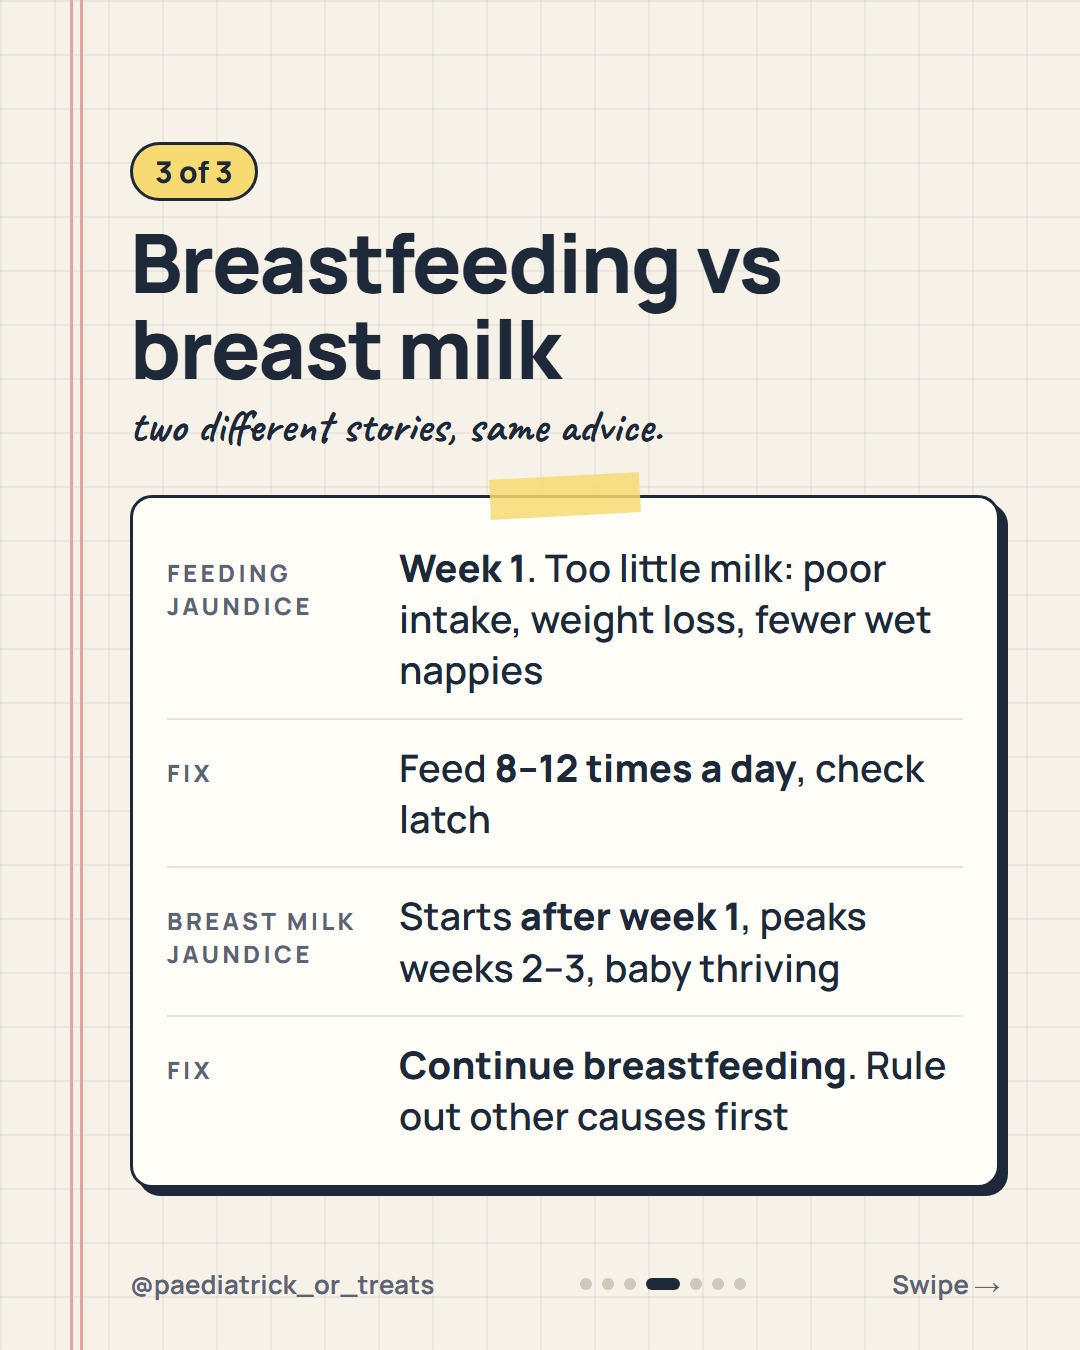 3 of 3
Breastfeeding vs
breast milk
two different stories, same advice.
FEEDING
JAUNDICE
Week 1. Too little milk: poor
intake, weight loss, fewer wet
nappies
FIX
Feed 8–12 times a day, check
latch
BREAST MILK
JAUNDICE
Starts after week 1, peaks
weeks 2–3, baby thriving
FIX
Continue breastfeeding. Rule
out other causes first
@paediatrick_or_treats
Swipe →